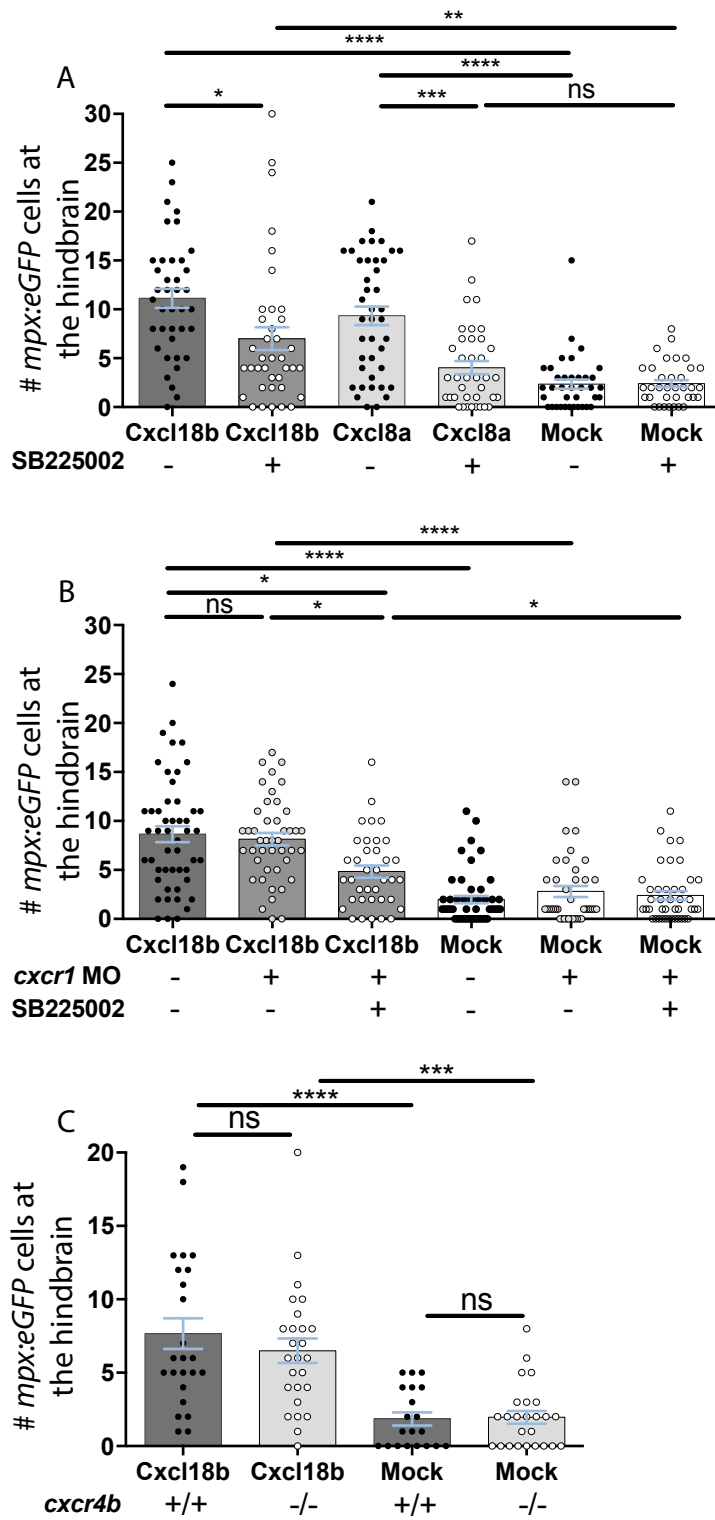 **
****
****
A
*
***
ns
30
25
20
15
10
5
0
# mpx:eGFP cells at
the hindbrain
Cxcl18b Cxcl18b Cxcl8a Cxcl8a Mock Mock
SB225002 - + - + - +
****
****
*
B
ns
*
*
30
25
20
15
10
5
0
# mpx:eGFP cells at
the hindbrain
Cxcl18b Cxcl18b Cxcl18b Mock Mock Mock
cxcr1 MO - + + - + +
SB225002 - - + - - +
***
****
C
ns
ns
20
15
10
5
0
# mpx:eGFP cells at
the hindbrain
Cxcl18b Cxcl18b Mock Mock
cxcr4b +/+ -/- +/+ -/-